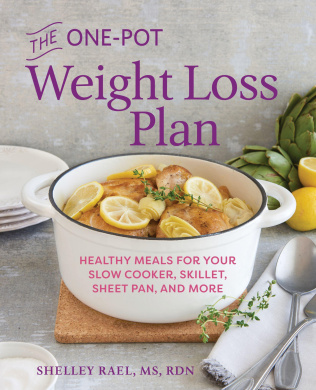 THE ONE-POT
Weight Loss
Plan
HEALTHY MEALS FOR YOUR
SLOW COOKER, SKILLET,
SHEET PAN, AND MORE
SHELLEY RAEL, MS, RDN